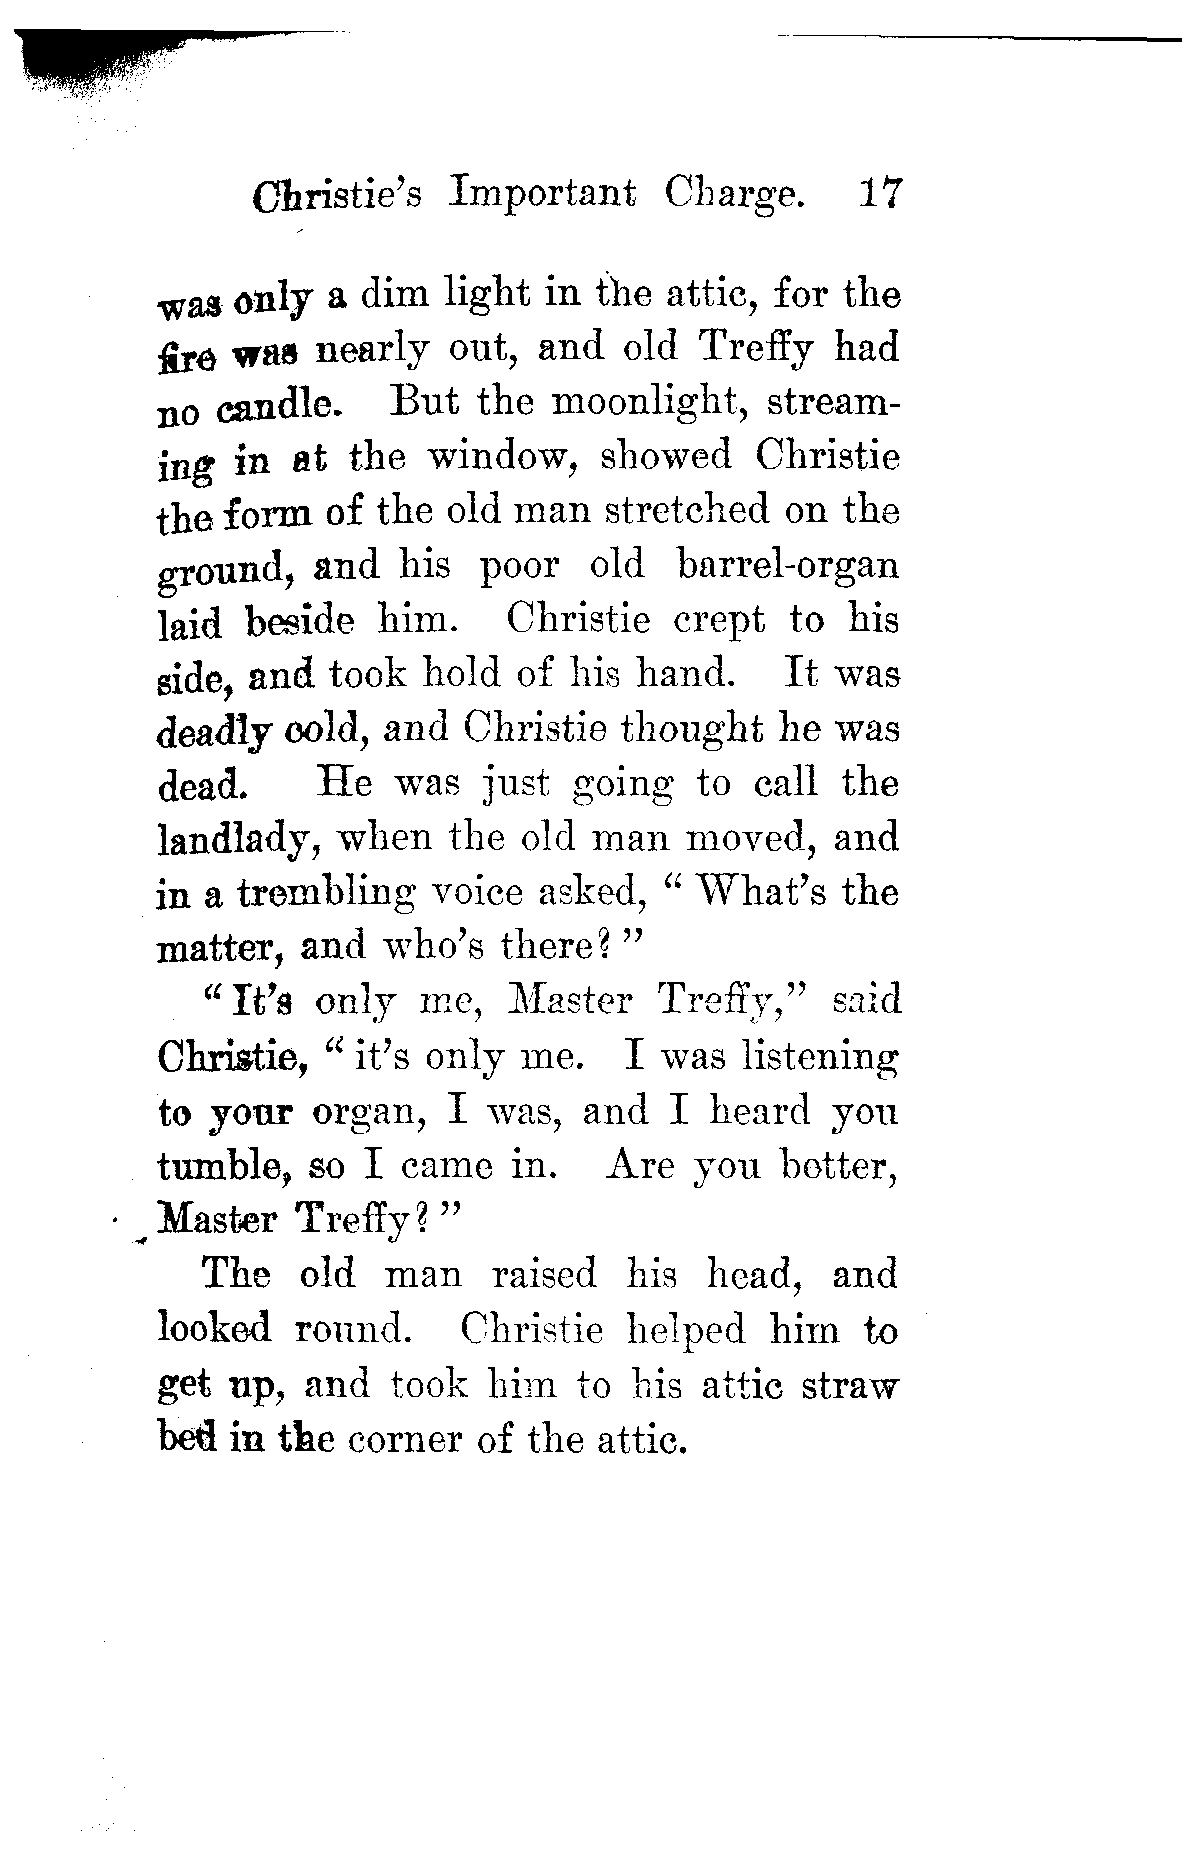 Christie's Important Charge. 17
was only a dim light in the attic, for the
fire was nearly out, and old Treffy had
no candle. But the moonlight, stream-
ing in at the window, showed Christie
the form of the old man stretched on the
ground, and his poor old barrel-organ
laid beside him. Christie crept to his
side, and took hold of his hand. It was
deadly cold, and Christie thought he was
dead. He was just going to call the
landlady, when the old man moved, and
in a trembling voice asked, “ What's the
matter, and who's there? ”
“ It's only me, Master Treffy,” said
Christie, “ it's only me. I was listening
to your organ, I was, and I heard you
tumble, so I came in. Are you better,
Master Treffy? ”
The old man raised his head, and
looked round. Christie helped him to
get up, and took him to his attic straw
bed in the corner of the attic.